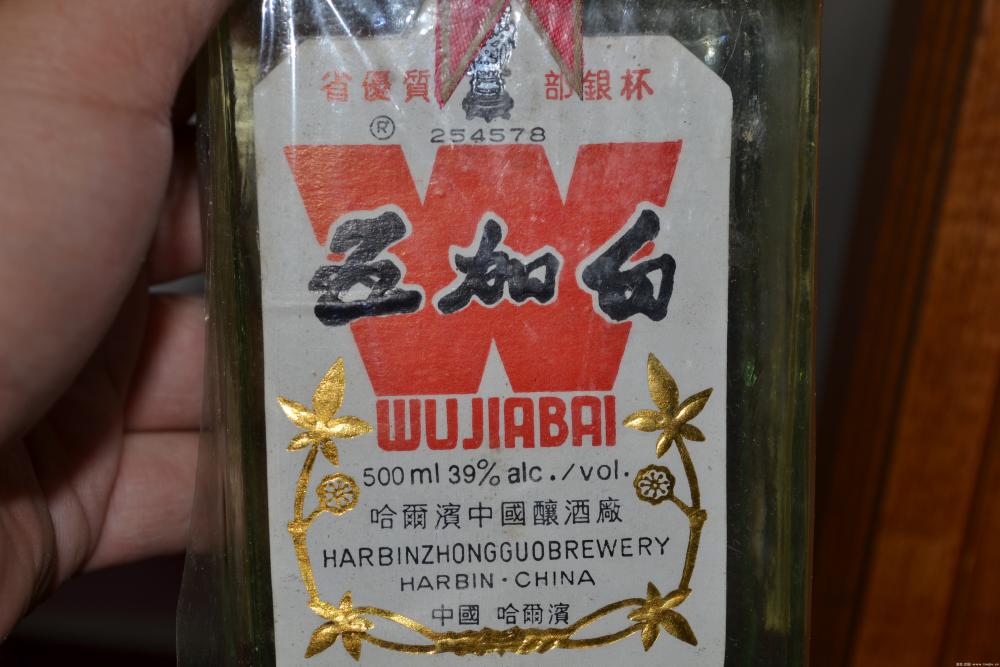 省優質 部銀杯
® 254578
五加白
WUJIABAI
500 ml 39% alc./vol.
哈爾濱中國釀酒廠
HARBINZHONGGUOBREWERY
HARBIN·CHINA
中國 哈爾濱